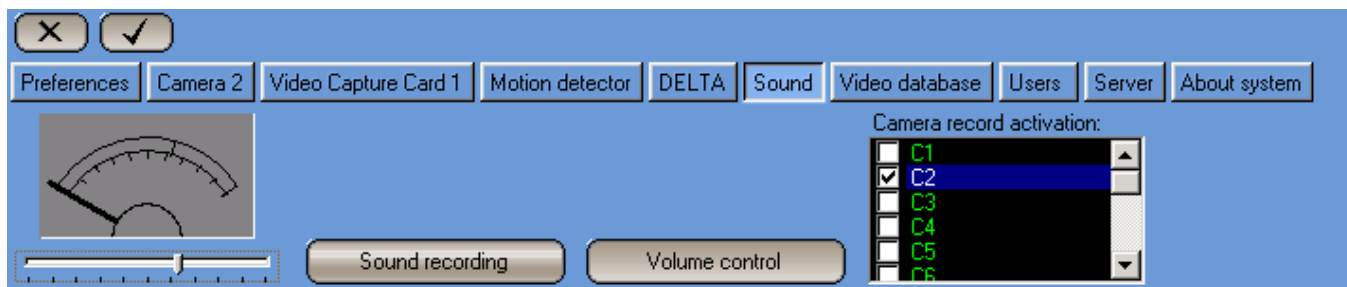 Preferences Camera 2 Video Capture Card 1 Motion detector DELTA Sound Video database Users Server About system
Camera record activation:
C1
C2
C3
C4
C5
C6
Sound recording Volume control